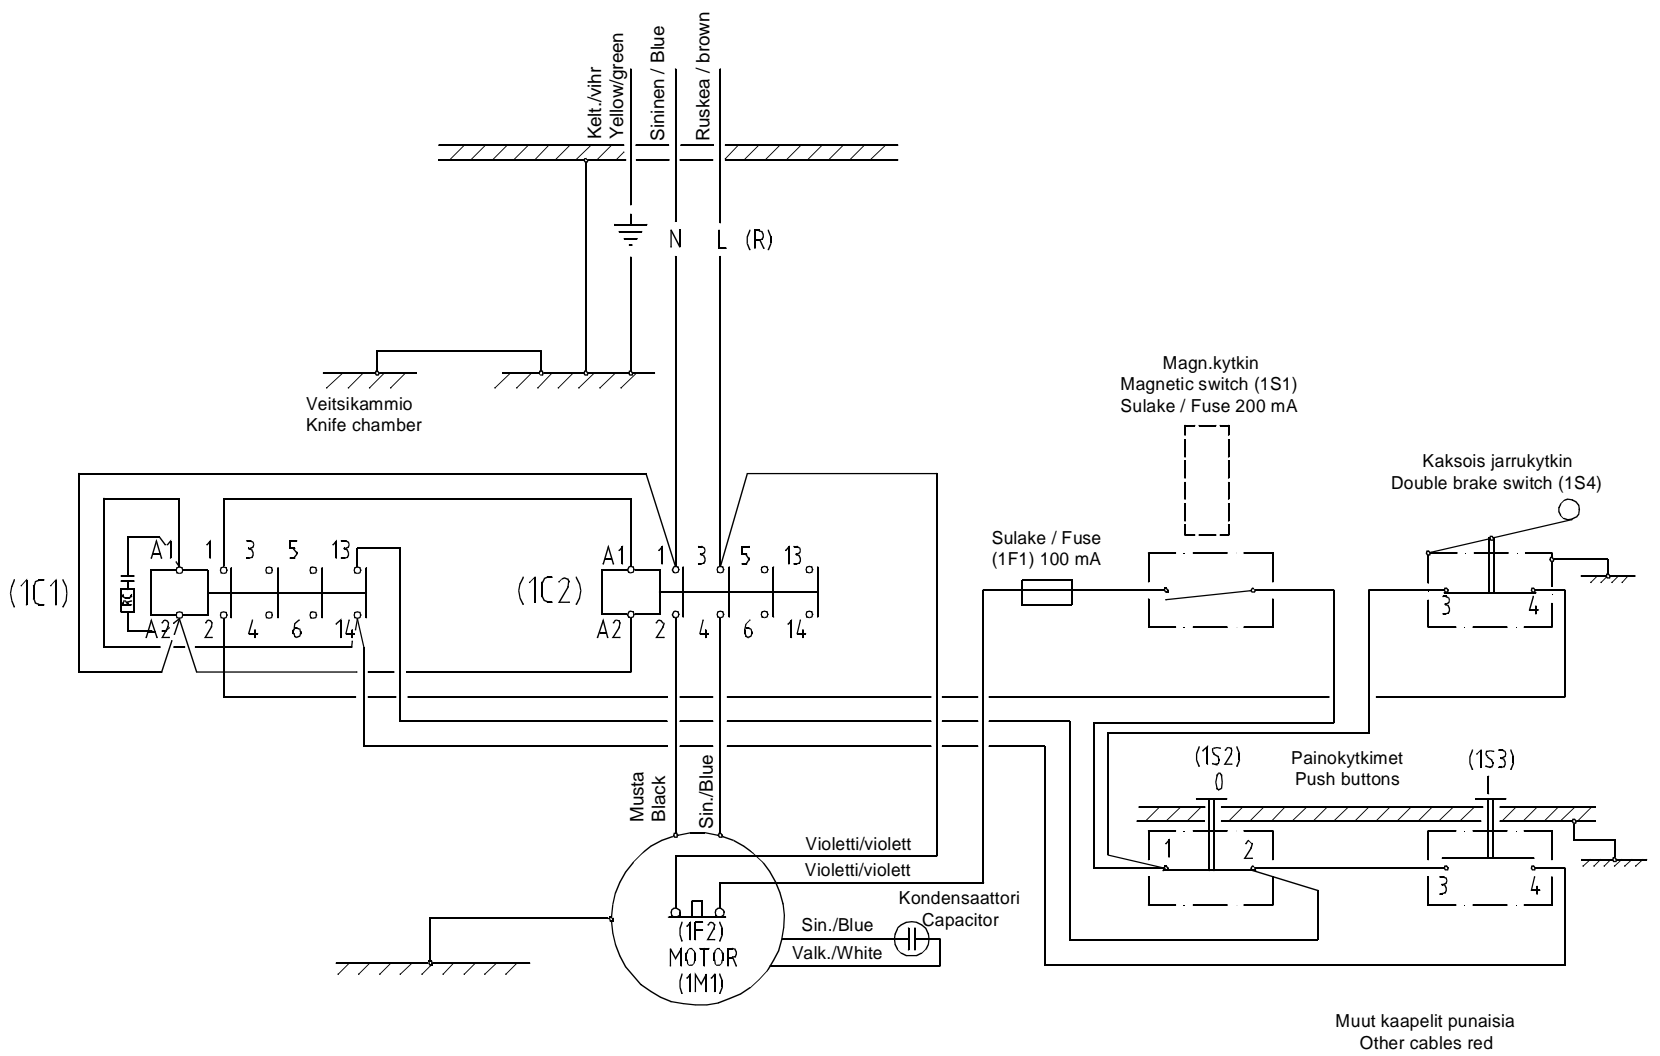 Kelt./vihr
Yellow/green
Sininen / Blue
Ruskea / brown
N
L (R)
Veitsikammio
Knife chamber
Magn.kytkin
Magnetic switch (1S1)
Sulake / Fuse 200 mA
Kaksois jarrukytkin
Double brake switch (1S4)
Sulake / Fuse
(1F1) 100 mA
(1C1)
A1 1 3 5 13
RC
A2 2 4 6 14
(1C2)
A1 1 3 5 13
A2 2 4 6 14
3 4
Musta
Black
Sin./Blue
(1S2)
0
Painokytkimet
Push buttons
(1S3)
I
1 2
3 4
Violetti/violett
Violetti/violett
Kondensaattori
Capacitor
Sin./Blue
Valk./White
(1F2)
MOTOR
(1M1)
Muut kaapelit punaisia
Other cables red